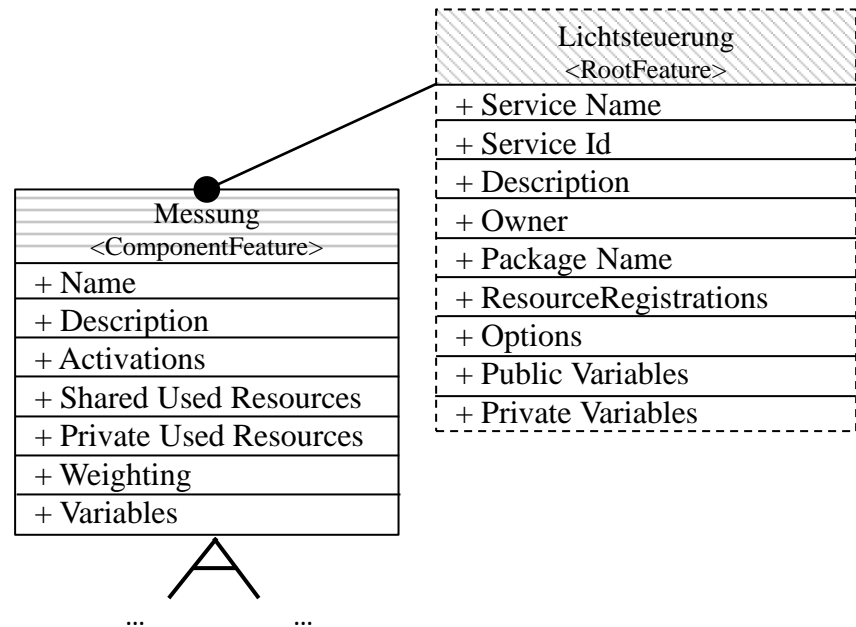 Lichtsteuerung
<RootFeature>
+ Service Name
+ Service Id
+ Description
+ Owner
+ Package Name
+ ResourceRegistrations
+ Options
+ Public Variables
+ Private Variables
Messung
<ComponentFeature>
+ Name
+ Description
+ Activations
+ Shared Used Resources
+ Private Used Resources
+ Weighting
+ Variables
... ...